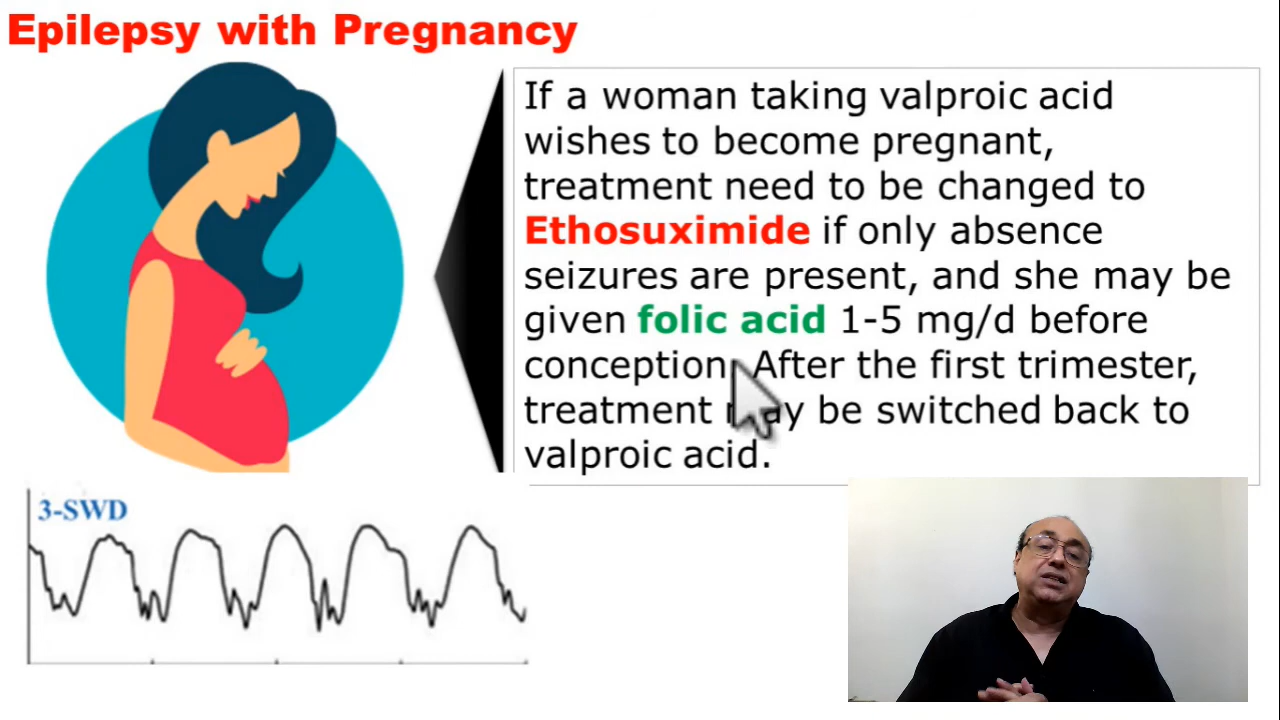 Epilepsy with Pregnancy
If a woman taking valproic acid
wishes to become pregnant,
treatment need to be changed to
Ethosuximide if only absence
seizures are present, and she may be
given folic acid 1-5 mg/d before
conception. After the first trimester,
treatment may be switched back to
valproic acid.
3-SWD